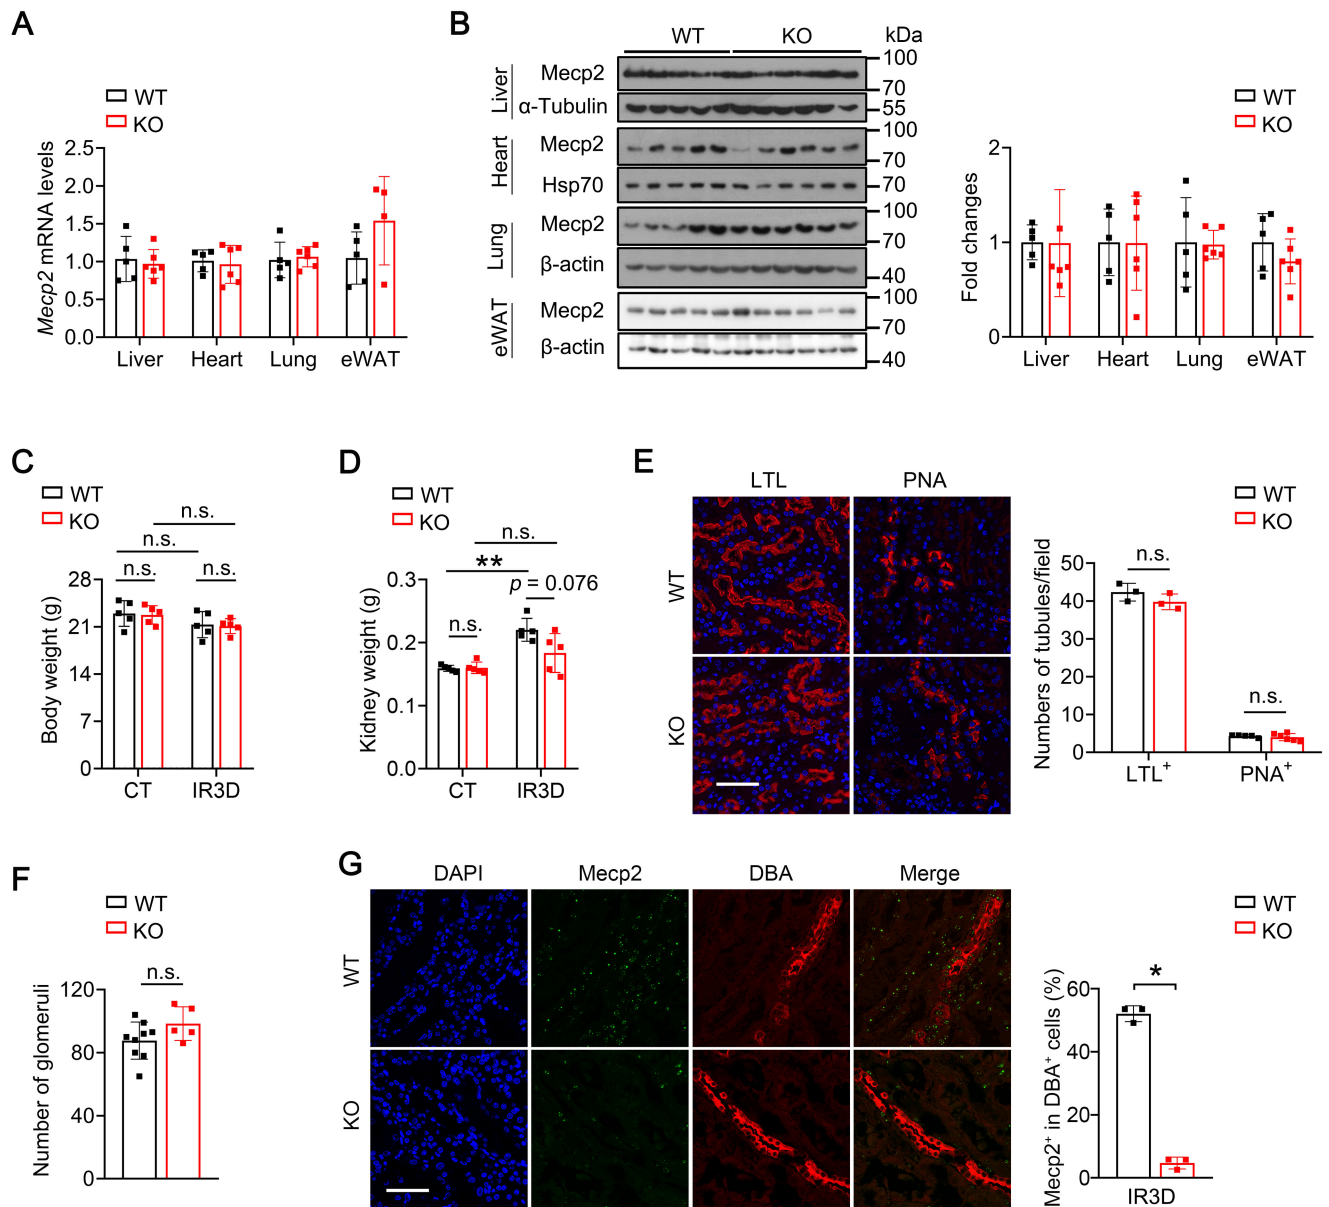 A
WT
KO
Mecp2 mRNA levels
2.5
2.0
1.5
1.0
0.5
0.0
Liver Heart Lung eWAT
B
WT KO kDa
Liver
Mecp2 100
70
α-Tubulin 55
Heart
Mecp2 100
70
Hsp70 70
Lung
Mecp2 100
70
β-actin 40
eWAT
Mecp2 100
70
β-actin 40
WT
KO
Fold changes
2
1
0
Liver Heart Lung eWAT
C
WT
KO
n.s.
n.s.
n.s. n.s.
Body weight (g)
28
21
14
7
0
CT IR3D
D
WT
KO
n.s.
**
p = 0.076
n.s.
Kidney weight (g)
0.3
0.2
0.1
0.0
CT IR3D
E
LTL PNA
WT
KO
WT
KO
Numbers of tubules/field
50
40
30
20
10
0
n.s.
n.s.
LTL+ PNA+
F
WT
KO
n.s.
Number of glomeruli
120
80
40
0
G
DAPI Mecp2 DBA Merge
WT
KO
WT
KO
*
Mecp2+ in DBA+ cells (%)
60
40
20
0
IR3D